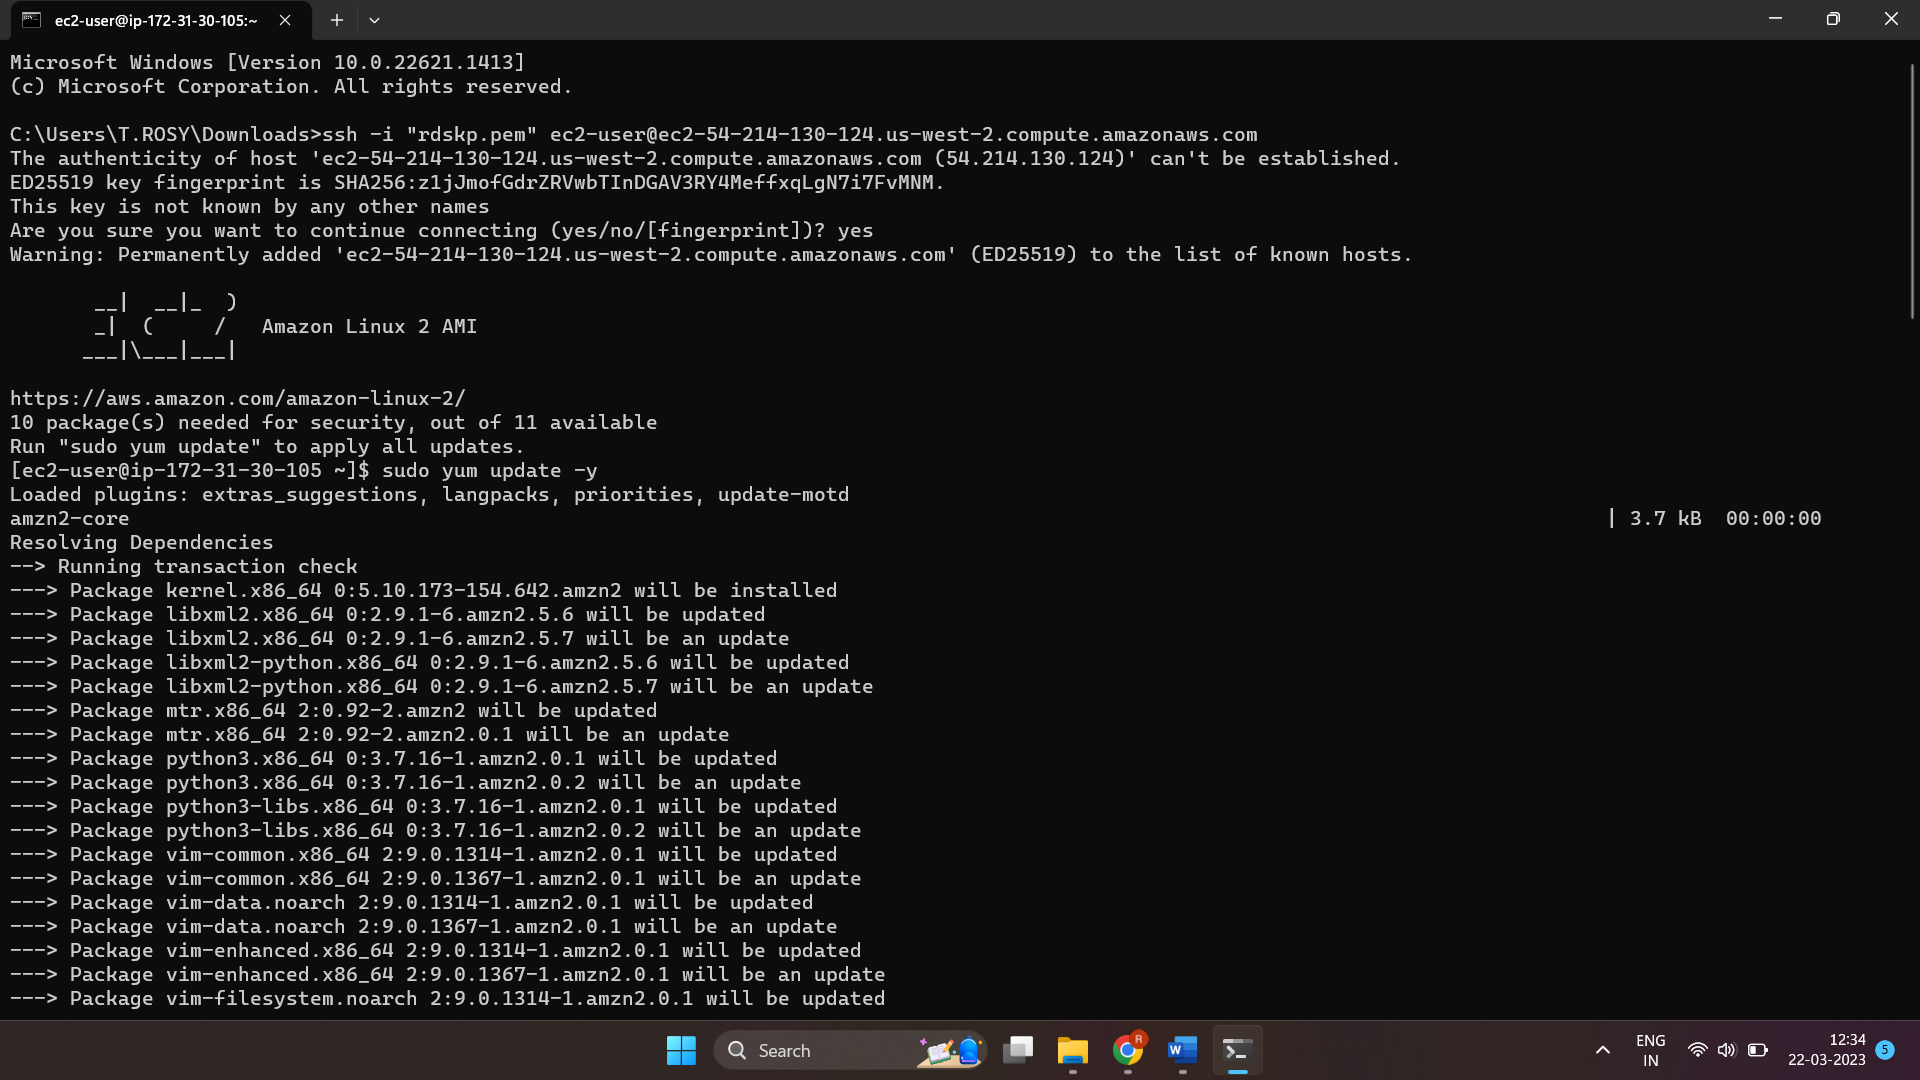 ec2-user@ip-172-31-30-105:~
Microsoft Windows [Version 10.0.22621.1413]
(c) Microsoft Corporation. All rights reserved.
C:\Users\T.ROSY\Downloads>ssh -i "rdskp.pem" ec2-user@ec2-54-214-130-124.us-west-2.compute.amazonaws.com
The authenticity of host 'ec2-54-214-130-124.us-west-2.compute.amazonaws.com (54.214.130.124)' can't be established.
ED25519 key fingerprint is SHA256:z1jJmofGdrZRVwbTInDGAV3RY4MeffxqLgN7i7FvMNM.
This key is not known by any other names
Are you sure you want to continue connecting (yes/no/[fingerprint])? yes
Warning: Permanently added 'ec2-54-214-130-124.us-west-2.compute.amazonaws.com' (ED25519) to the list of known hosts.
       __|  __|_  )
       _|  (     /   Amazon Linux 2 AMI
      ___|\___|___|
https://aws.amazon.com/amazon-linux-2/
10 package(s) needed for security, out of 11 available
Run "sudo yum update" to apply all updates.
[ec2-user@ip-172-31-30-105 ~]$ sudo yum update -y
Loaded plugins: extras_suggestions, langpacks, priorities, update-motd
amzn2-core | 3.7 kB  00:00:00
Resolving Dependencies
--> Running transaction check
---> Package kernel.x86_64 0:5.10.173-154.642.amzn2 will be installed
---> Package libxml2.x86_64 0:2.9.1-6.amzn2.5.6 will be updated
---> Package libxml2.x86_64 0:2.9.1-6.amzn2.5.7 will be an update
---> Package libxml2-python.x86_64 0:2.9.1-6.amzn2.5.6 will be updated
---> Package libxml2-python.x86_64 0:2.9.1-6.amzn2.5.7 will be an update
---> Package mtr.x86_64 2:0.92-2.amzn2 will be updated
---> Package mtr.x86_64 2:0.92-2.amzn2.0.1 will be an update
---> Package python3.x86_64 0:3.7.16-1.amzn2.0.1 will be updated
---> Package python3.x86_64 0:3.7.16-1.amzn2.0.2 will be an update
---> Package python3-libs.x86_64 0:3.7.16-1.amzn2.0.1 will be updated
---> Package python3-libs.x86_64 0:3.7.16-1.amzn2.0.2 will be an update
---> Package vim-common.x86_64 2:9.0.1314-1.amzn2.0.1 will be updated
---> Package vim-common.x86_64 2:9.0.1367-1.amzn2.0.1 will be an update
---> Package vim-data.noarch 2:9.0.1314-1.amzn2.0.1 will be updated
---> Package vim-data.noarch 2:9.0.1367-1.amzn2.0.1 will be an update
---> Package vim-enhanced.x86_64 2:9.0.1314-1.amzn2.0.1 will be updated
---> Package vim-enhanced.x86_64 2:9.0.1367-1.amzn2.0.1 will be an update
---> Package vim-filesystem.noarch 2:9.0.1314-1.amzn2.0.1 will be updated
Search
R
W
ENG
IN
12:34
22-03-2023
5